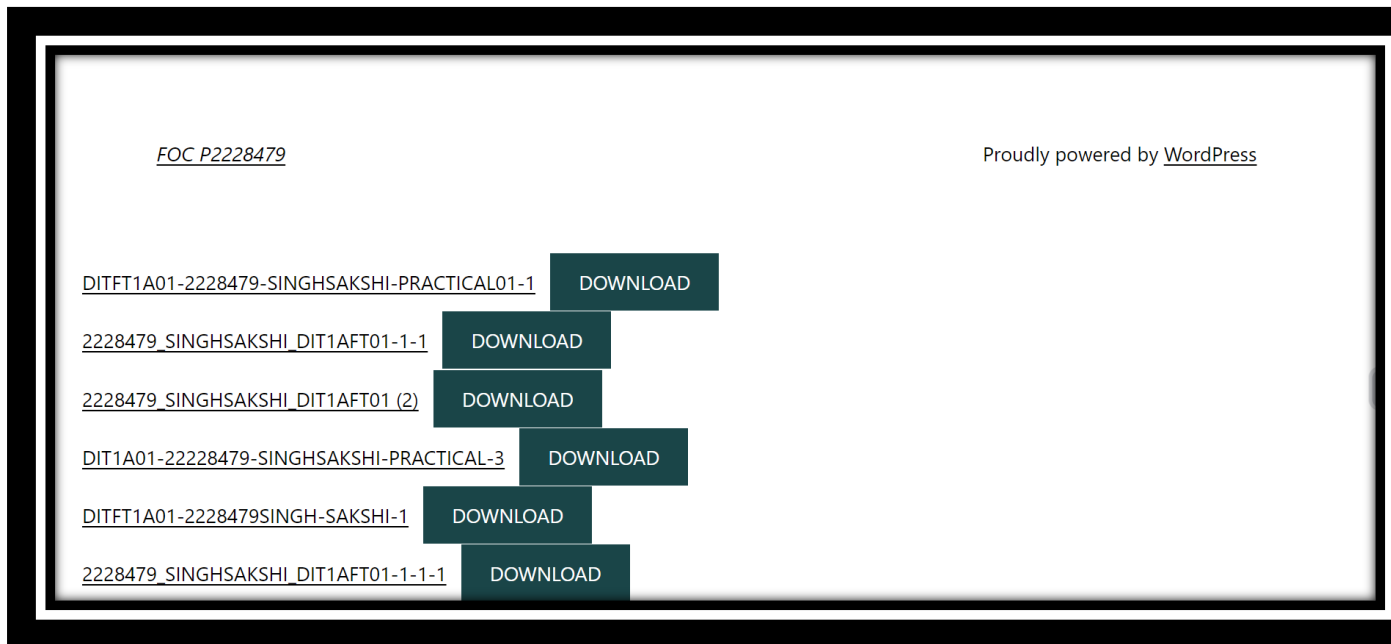 FOC P2228479
Proudly powered by WordPress
DITFT1A01-2228479-SINGHSAKSHI-PRACTICAL01-1 DOWNLOAD
2228479_SINGHSAKSHI_DIT1AFT01-1-1 DOWNLOAD
2228479_SINGHSAKSHI_DIT1AFT01 (2) DOWNLOAD
DIT1A01-22228479-SINGHSAKSHI-PRACTICAL-3 DOWNLOAD
DITFT1A01-2228479SINGH-SAKSHI-1 DOWNLOAD
2228479_SINGHSAKSHI_DIT1AFT01-1-1-1 DOWNLOAD